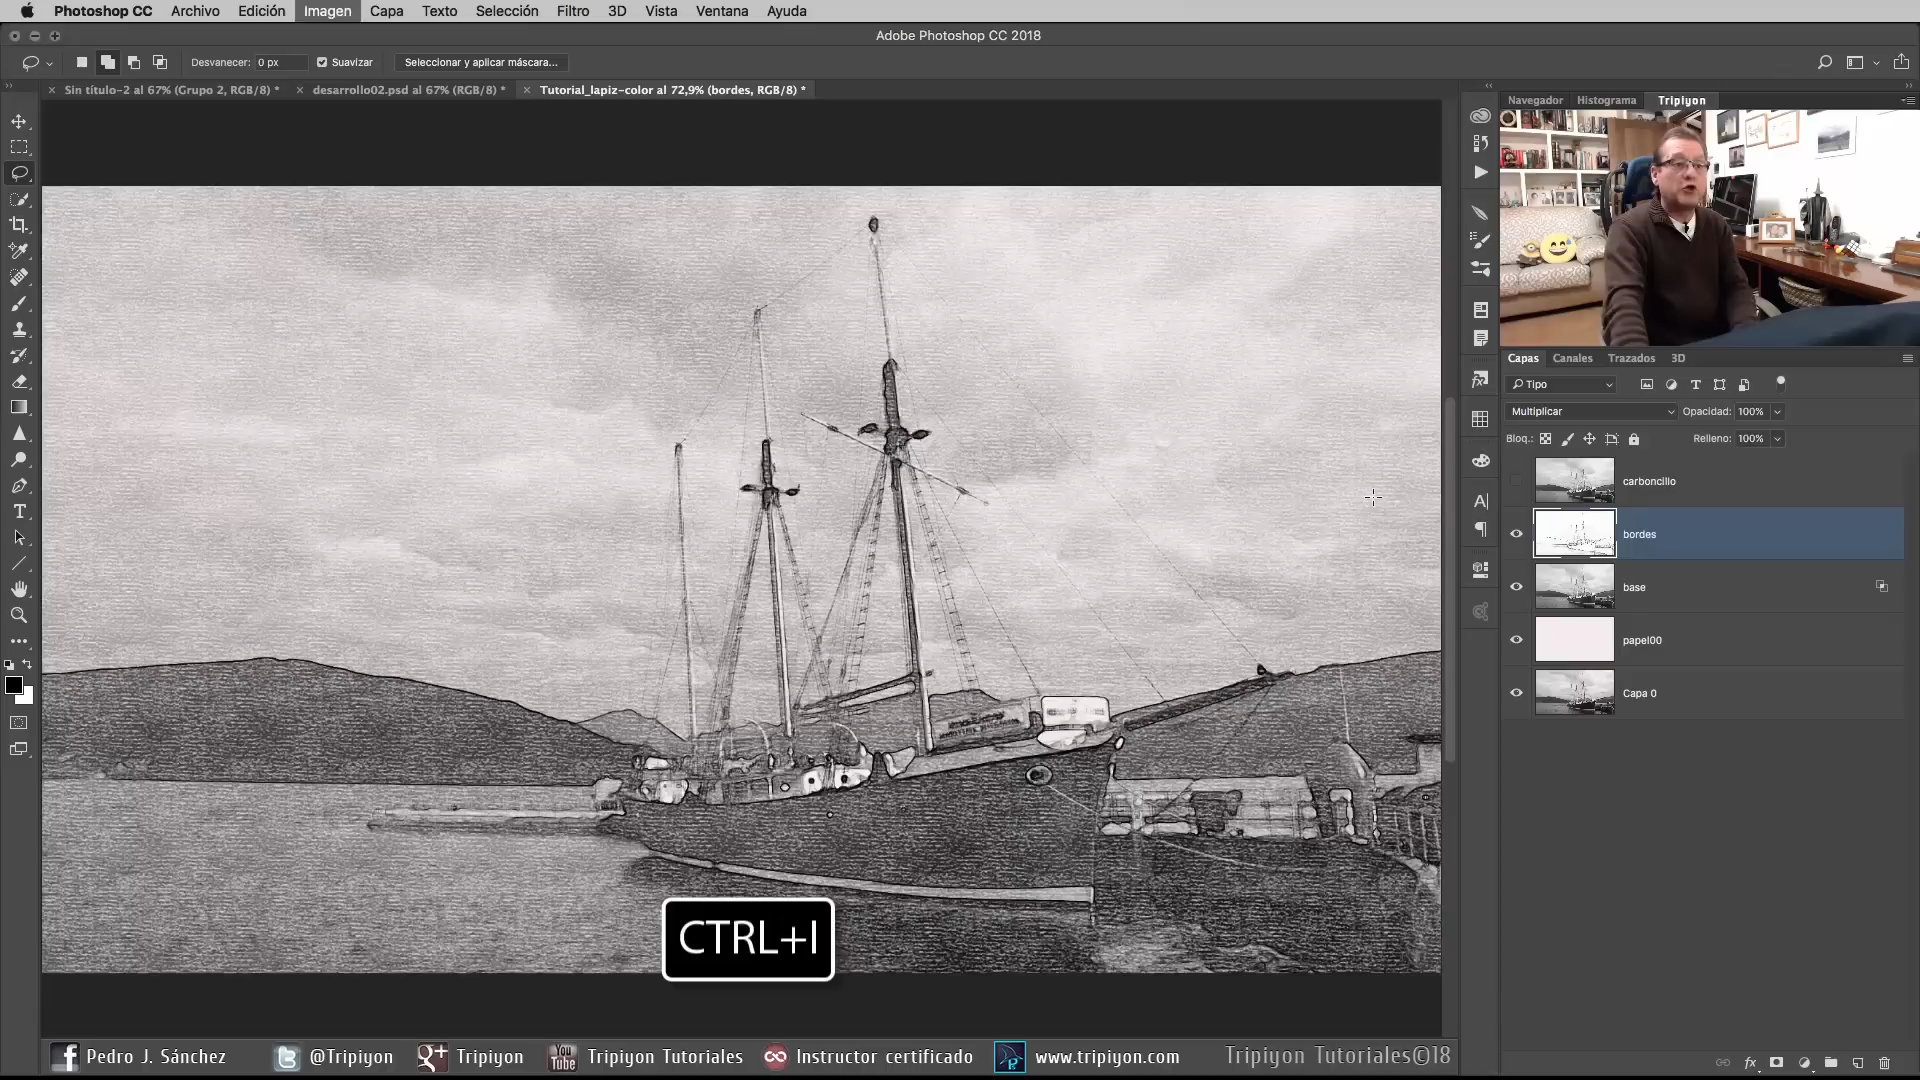 Photoshop CC Archivo Edición Imagen Capa Texto Selección Filtro 3D Vista Ventana Ayuda
Adobe Photoshop CC 2018
Desvanecer: 0 px Suavizar Seleccionar y aplicar máscara...
Sin título-2 al 67% (Grupo 2, RGB/8) * desarrollo02.psd al 67% (RGB/8) * Tutorial_lapiz-color al 72,9% (bordes, RGB/8) *
Navegador Histograma Tripiyon
Capas Canales Trazados 3D
Tipo
Multiplicar Opacidad: 100%
Bloq.: Relleno: 100%
carboncillo
bordes
base
papel00
Capa 0
CTRL+I
Pedro J. Sánchez @Tripiyon Tripiyon Tripiyon Tutoriales Instructor certificado www.tripiyon.com Tripiyon Tutoriales©18